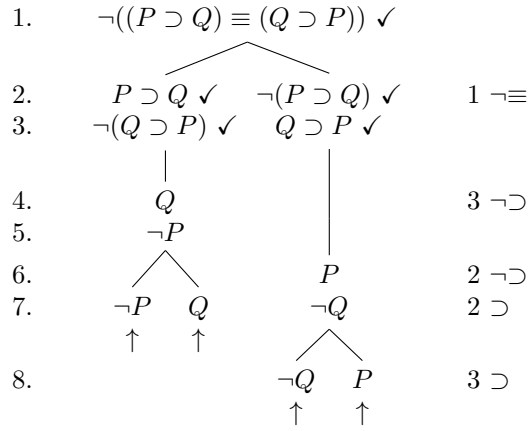 1. ¬((P ⊃ Q) ≡ (Q ⊃ P)) ✓
2. P ⊃ Q ✓ ¬(P ⊃ Q) ✓ 1 ¬≡
3. ¬(Q ⊃ P) ✓ Q ⊃ P ✓
4. Q 3 ¬⊃
5. ¬P
6. P 2 ¬⊃
7. ¬P Q ¬Q 2 ⊃
↑ ↑
8. ¬Q P 3 ⊃
↑ ↑